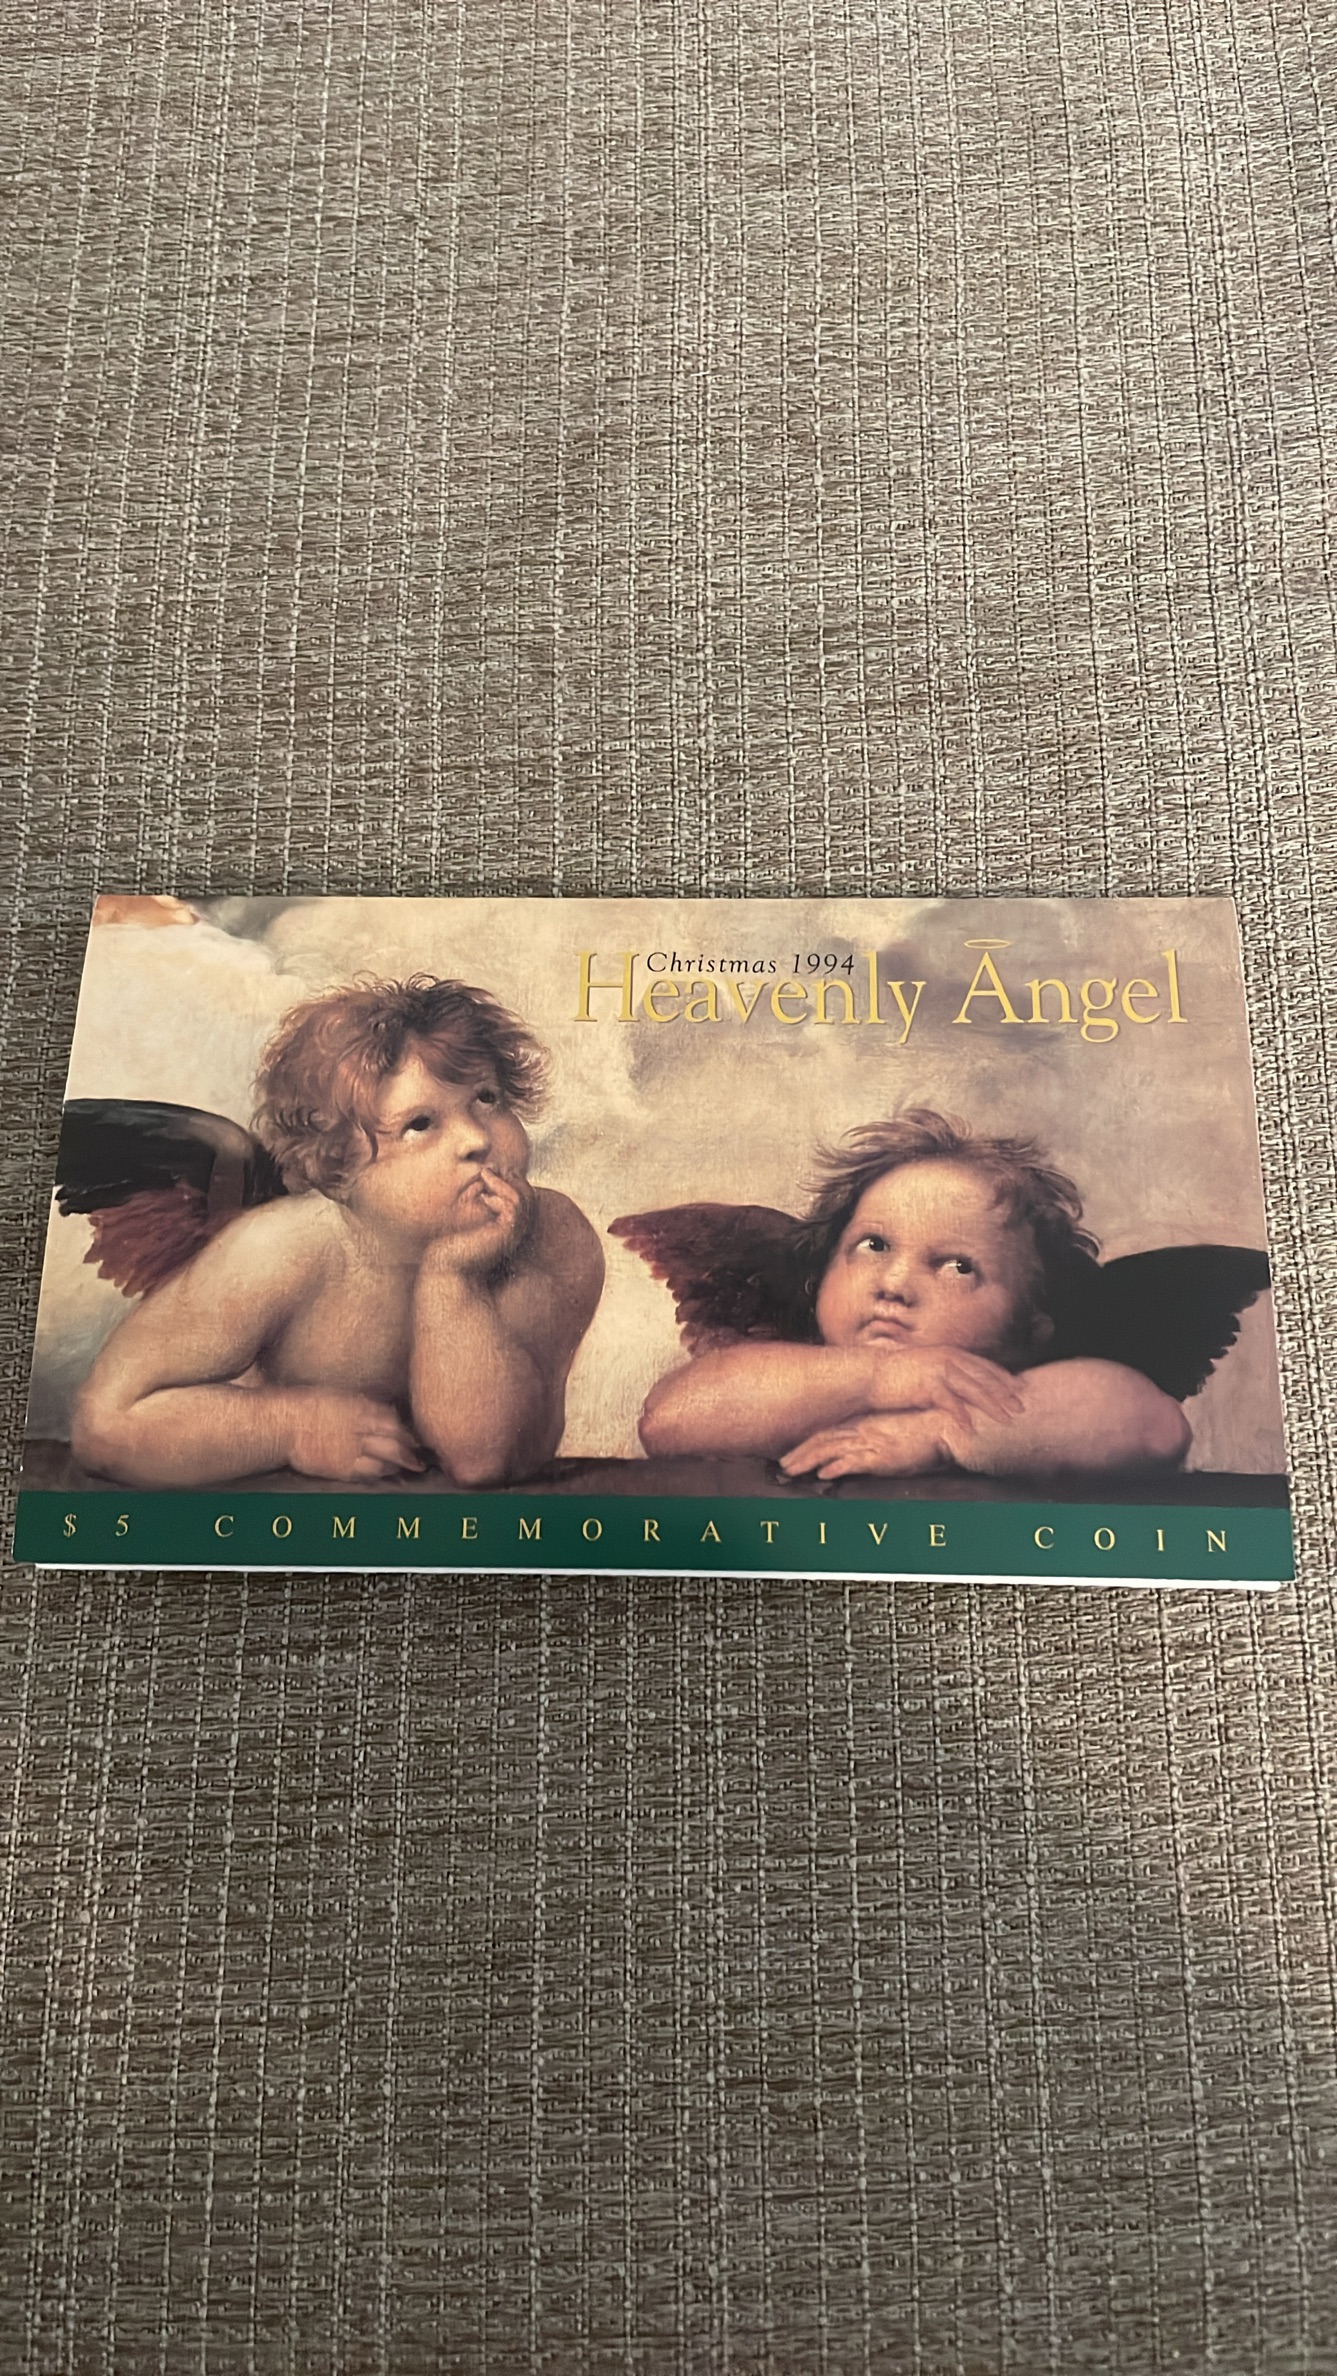 Christmas 1994
Heavenly Angel
$5 COMMEMORATIVE COIN